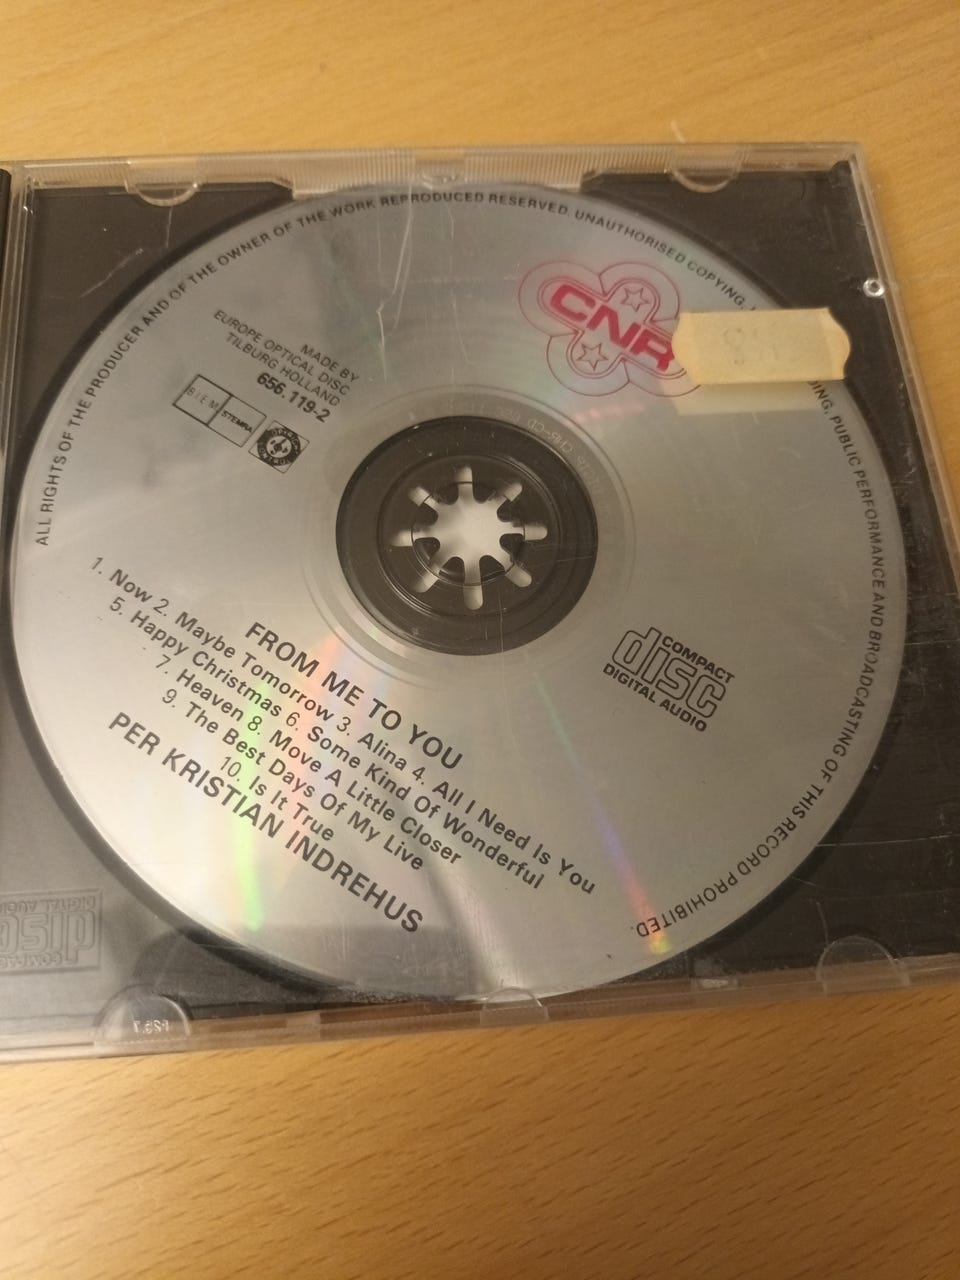 ALL RIGHTS OF THE PRODUCER AND OF THE OWNER OF THE WORK REPRODUCED RESERVED. UNAUTHORISED COPYING, PUBLIC PERFORMANCE AND BROADCASTING OF THIS RECORD PROHIBITED.
CNR
MADE BY
EUROPE OPTICAL DISC
TILBURG HOLLAND
656.119-2
BIEM
STEMRA
COMPACT
disc
DIGITAL AUDIO
FROM ME TO YOU
1. Now 2. Maybe Tomorrow 3. Alina 4. All I Need Is You
5. Happy Christmas 6. Some Kind Of Wonderful
7. Heaven 8. Move A Little Closer
9. The Best Days Of My Live
10. Is It True
PER KRISTIAN INDREHUS